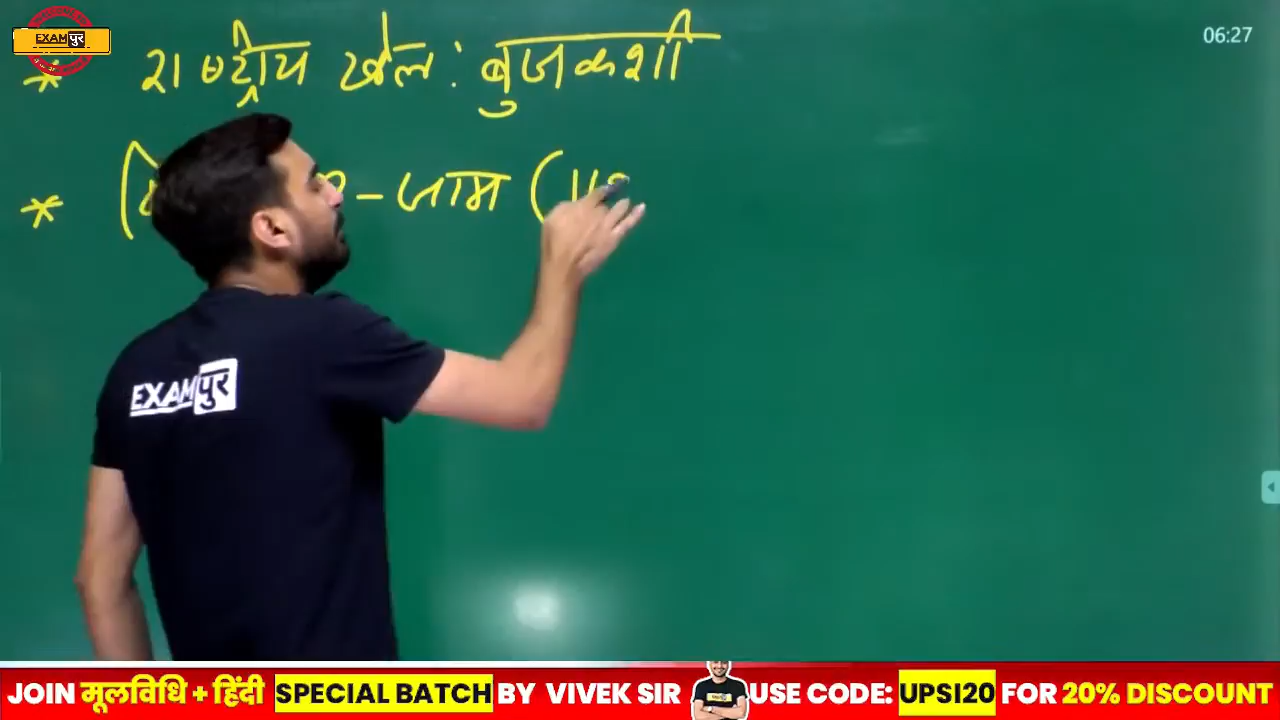 EXAMपुर
06:27
* राष्ट्रीय खेल : बुजकशी
* - जाम (
EXAMपुर
JOIN मूलविधि + हिंदी SPECIAL BATCH BY VIVEK SIR USE CODE: UPSI20 FOR 20% DISCOUNT